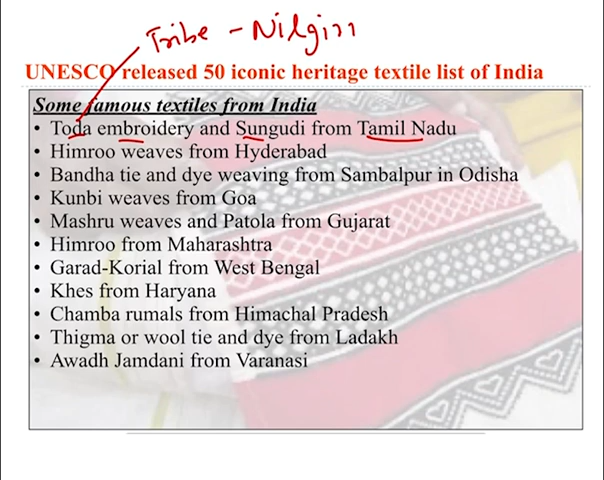 Tribe - Nilgiri
UNESCO released 50 iconic heritage textile list of India
Some famous textiles from India
• Toda embroidery and Sungudi from Tamil Nadu
• Himroo weaves from Hyderabad
• Bandha tie and dye weaving from Sambalpur in Odisha
• Kunbi weaves from Goa
• Mashru weaves and Patola from Gujarat
• Himroo from Maharashtra
• Garad-Korial from West Bengal
• Khes from Haryana
• Chamba rumals from Himachal Pradesh
• Thigma or wool tie and dye from Ladakh
• Awadh Jamdani from Varanasi